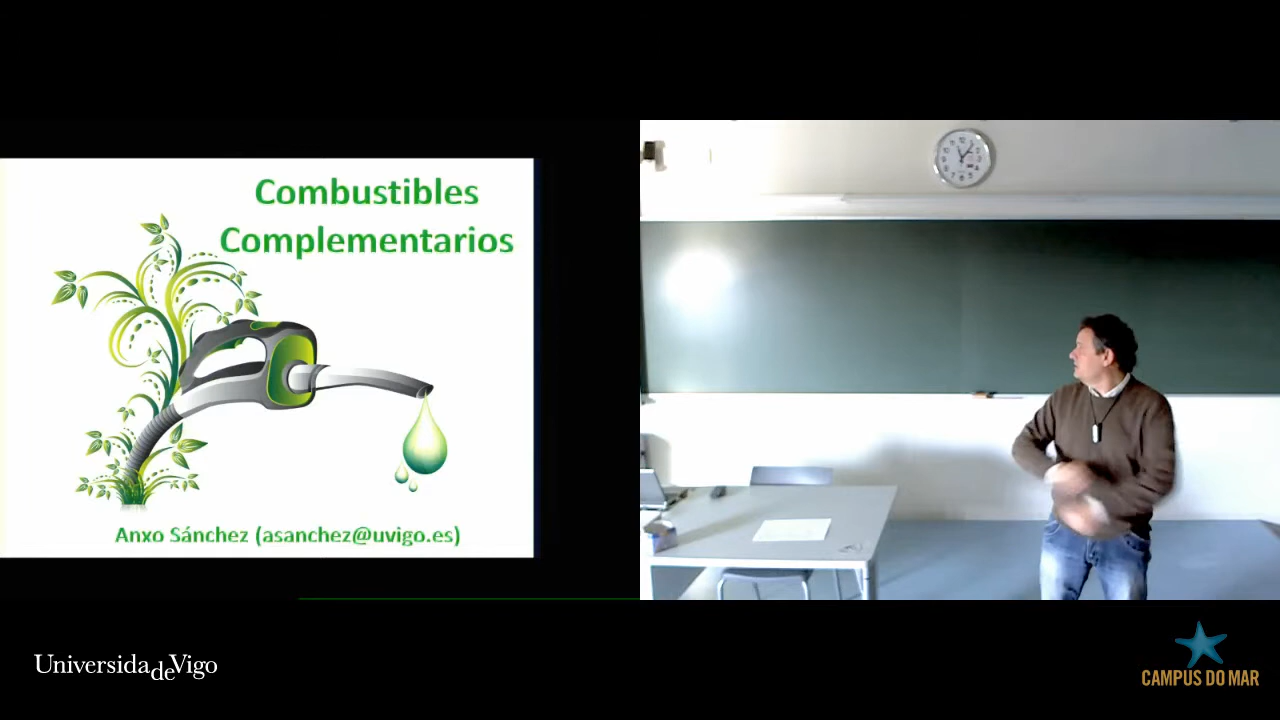 Combustibles
Complementarios
Anxo Sánchez (asanchez@uvigo.es)
UniversidadeVigo
CAMPUS DO MAR